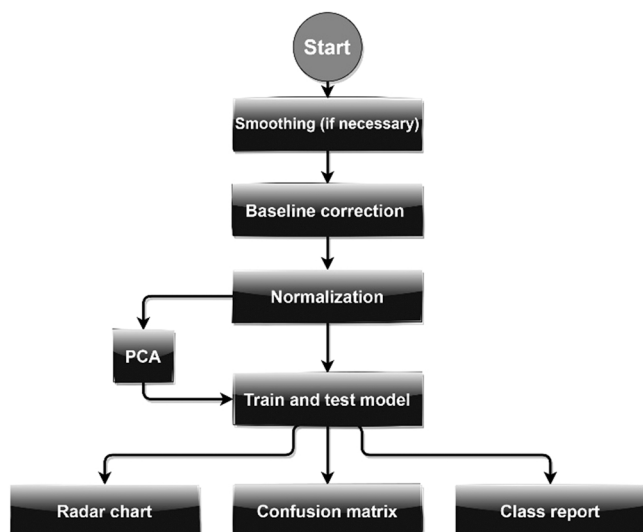 Start
Smoothing (if necessary)
Baseline correction
Normalization
PCA
Train and test model
Radar chart
Confusion matrix
Class report